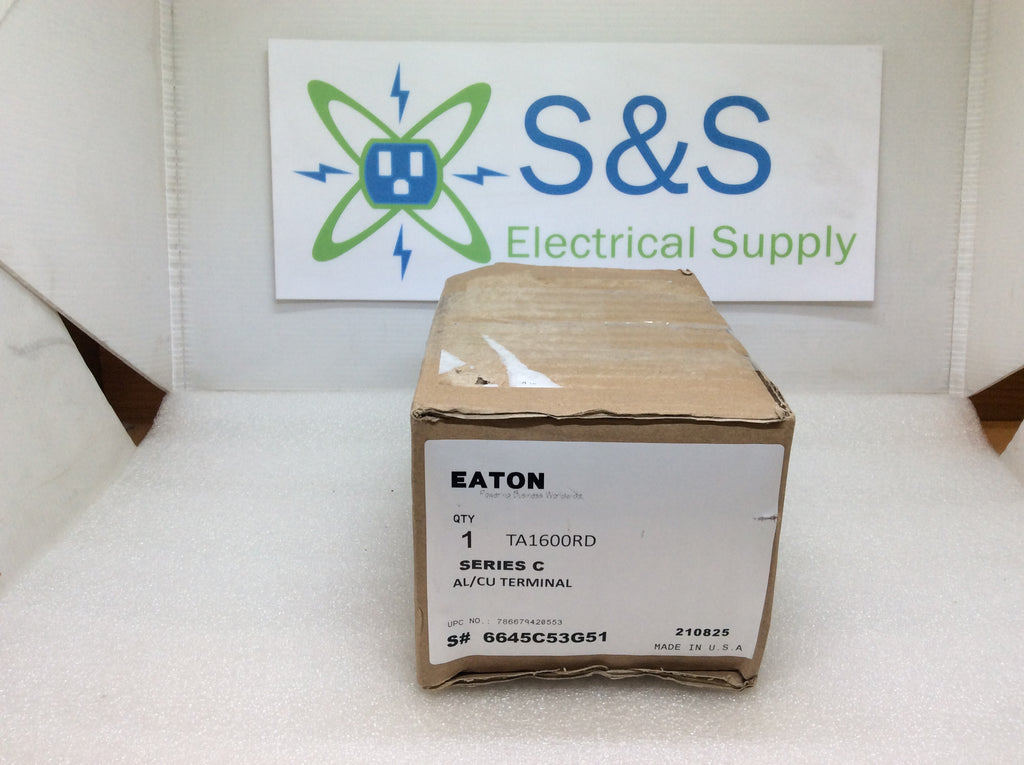 S&S
Electrical Supply
EATON
Powering Business Worldwide
QTY
1 TA1600RD
SERIES C
AL/CU TERMINAL
UPC NO.: 786679420553
S# 6645C53G51
210825
MADE IN U.S.A